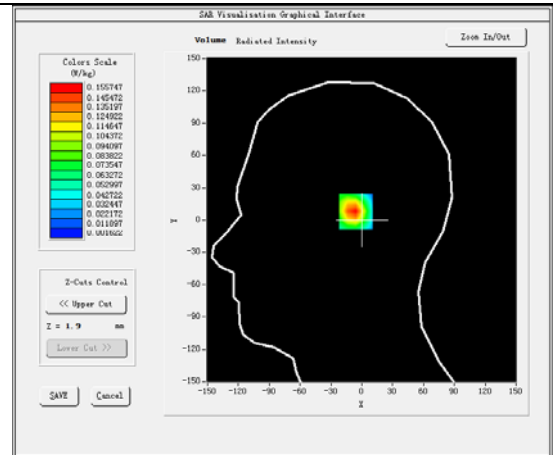 SAR Visualisation Graphical Interface
Volume Radiated Intensity
Zoom In/Out
Colors Scale
(W/kg)
0.155747
0.145472
0.135197
0.124922
0.114647
0.104372
0.094097
0.083822
0.073547
0.063272
0.052997
0.042722
0.032447
0.022172
0.011897
0.001622
Z-Cuts Control
<< Upper Cut
Z = 1.9 mm
Lower Cut >>
SAVE
Cancel
150
120
90
60
30
0
-30
-60
-90
-120
-150
Y
-150 -120 -90 -60 -30 0 30 60 90 120 150
X